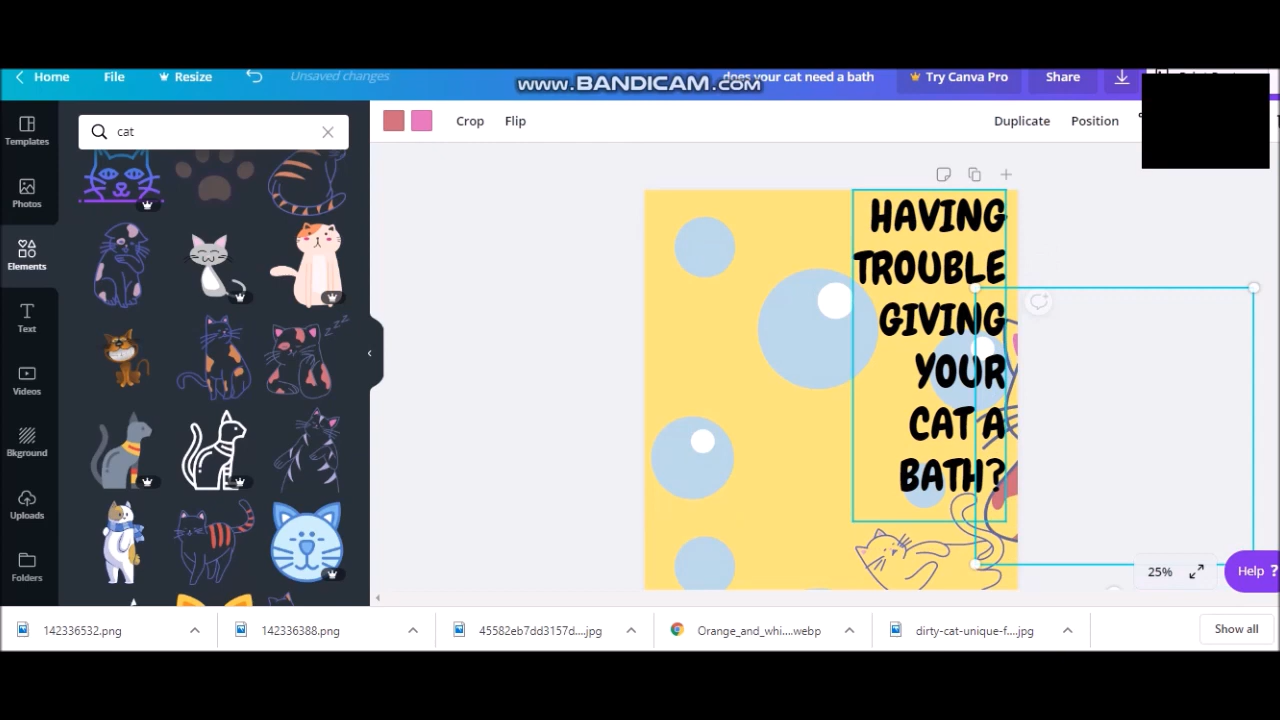 www.BANDICAM.com
Home File Resize Unsaved changes does your cat need a bath Try Canva Pro Share
cat
Crop Flip Duplicate Position
Templates
Photos
Elements
Text
Videos
Bkground
Uploads
Folders
HAVING
TROUBLE
GIVING
YOUR
CAT A
BATH?
25%
Help ?
142336532.png 142336388.png 45582eb7dd3157d....jpg Orange_and_whi....webp dirty-cat-unique-f....jpg Show all